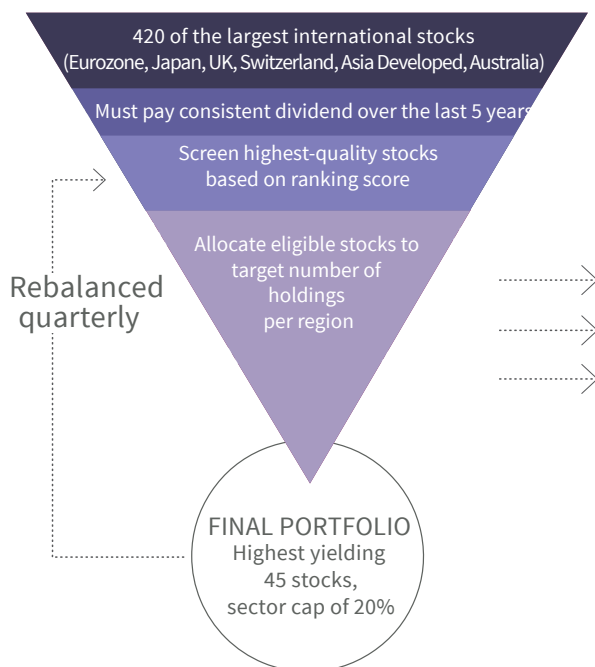 420 of the largest international stocks
(Eurozone, Japan, UK, Switzerland, Asia Developed, Australia)
Must pay consistent dividend over the last 5 years
Screen highest-quality stocks
based on ranking score
Allocate eligible stocks to
target number of
holdings
per region
Rebalanced
quarterly
FINAL PORTFOLIO
Highest yielding
45 stocks,
sector cap of 20%